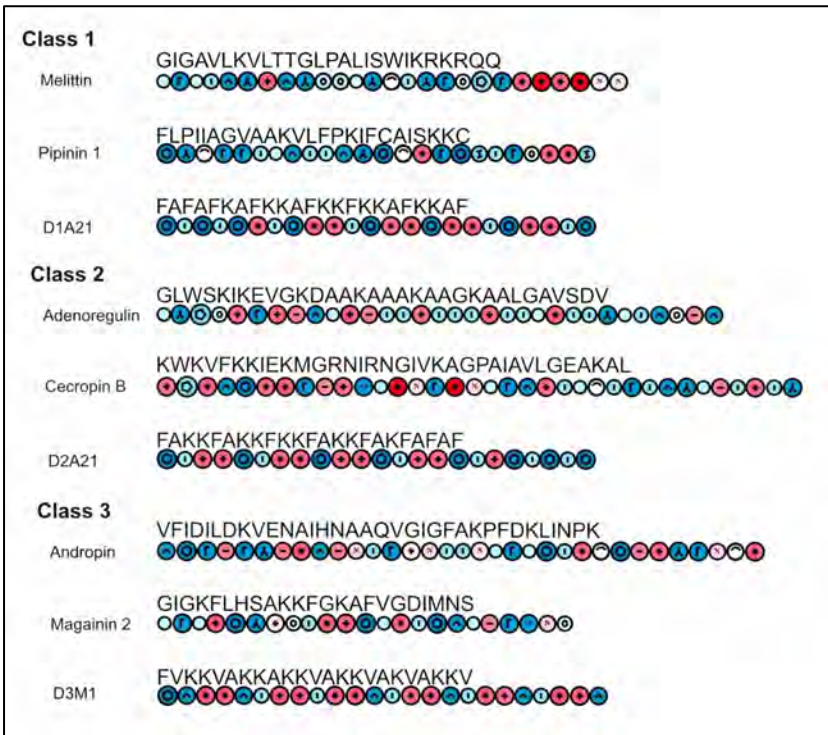 Class 1
GIGAVLKVLTTGLPALISWIKRKRQQ
Melittin
FLPIIAGVAAKVLFPKIFCAISKKC
Pipinin 1
FAFAFKAFKKAFKKFKKAFKKAF
D1A21
Class 2
GLWSKIKEVGKDAAKAAAKAAGKAALGAVSDV
Adenoregulin
KWKVFKKIEKMGRNIRNGIVKAGPAIAVLGEAKAL
Cecropin B
FAKKFAKKFKKFAKKFAKFAFAF
D2A21
Class 3
VFIDILDKVENAIHNAAQVGIGFAKPFDKLINPK
Andropin
GIGKFLHSAKKFGKAFVGDIMNS
Magainin 2
FVKKVAKKAKKVAKKVAKVAKKV
D3M1